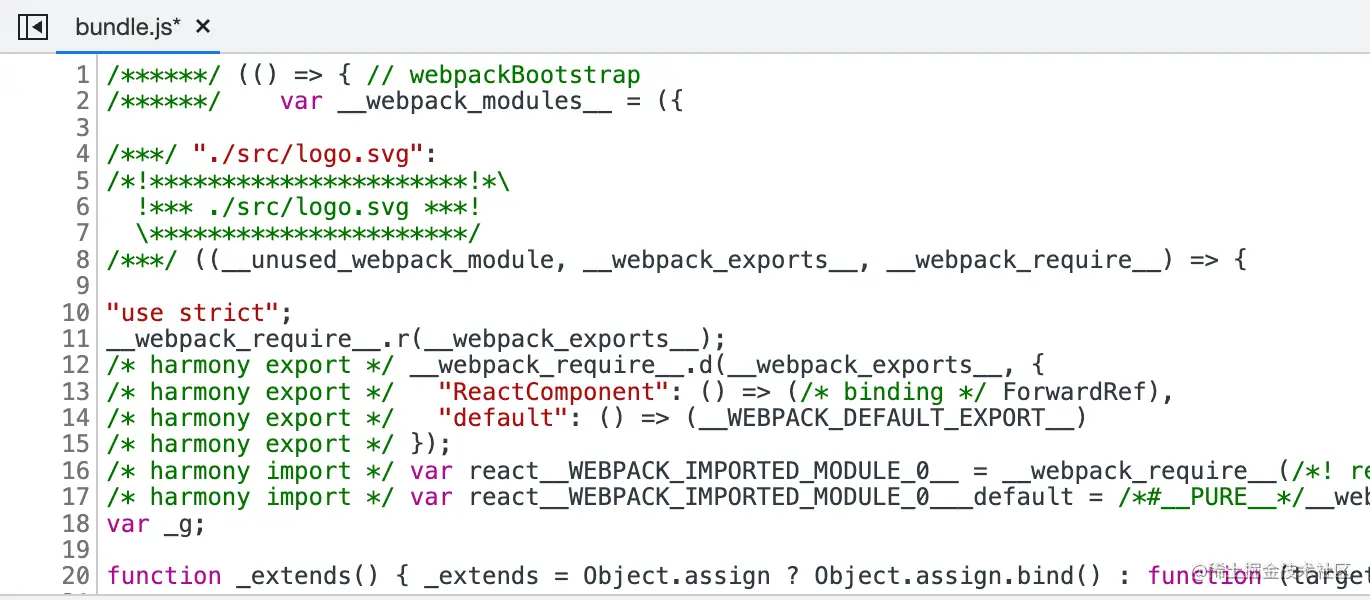 bundle.js* ×
1 /******/ (() => { // webpackBootstrap
2 /******/ 	var __webpack_modules__ = ({
3
4 /***/ "./src/logo.svg":
5 /*!**********************!*\
6   !*** ./src/logo.svg ***!
7   \**********************/
8 /***/ ((__unused_webpack_module, __webpack_exports__, __webpack_require__) => {
9
10 "use strict";
11 __webpack_require__.r(__webpack_exports__);
12 /* harmony export */ __webpack_require__.d(__webpack_exports__, {
13 /* harmony export */   "ReactComponent": () => (/* binding */ ForwardRef),
14 /* harmony export */   "default": () => (__WEBPACK_DEFAULT_EXPORT__)
15 /* harmony export */ });
16 /* harmony import */ var react__WEBPACK_IMPORTED_MODULE_0__ = __webpack_require__(/*! re
17 /* harmony import */ var react__WEBPACK_IMPORTED_MODULE_0___default = /*#__PURE__*/__web
18 var _g;
19
20 function _extends() { _extends = Object.assign ? Object.assign.bind() : function (target
@稀土掘金技术社区